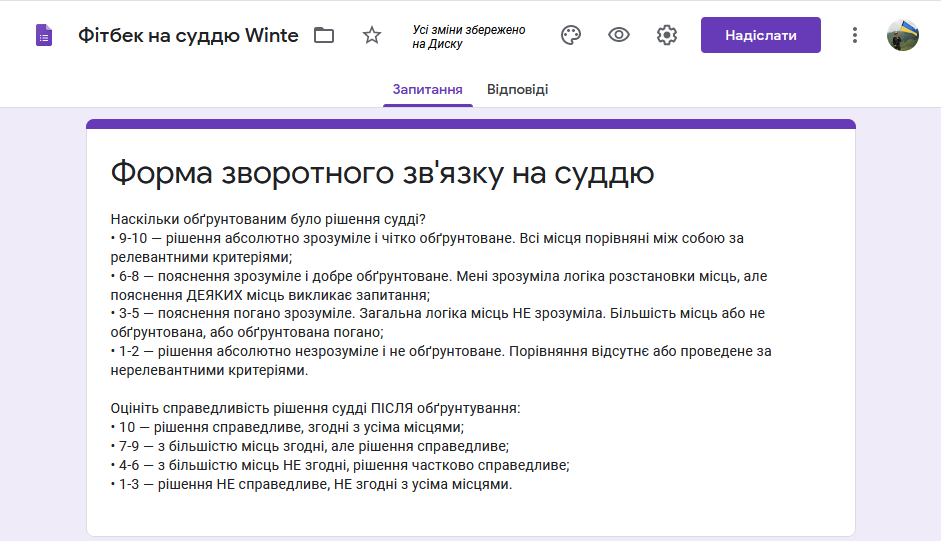 Фітбек на суддю Winte
Усі зміни збережено
на Диску
Надіслати
Запитання
Відповіді
Форма зворотного зв'язку на суддю
Наскільки обґрунтованим було рішення судді?
• 9-10 — рішення абсолютно зрозуміле і чітко обґрунтоване. Всі місця порівняні між собою за
релевантними критеріями;
• 6-8 — пояснення зрозуміле і добре обґрунтоване. Мені зрозуміла логіка розстановки місць, але
пояснення ДЕЯКИХ місць викликає запитання;
• 3-5 — пояснення погано зрозуміле. Загальна логіка місць НЕ зрозуміла. Більшість місць або не
обґрунтована, або обґрунтована погано;
• 1-2 — рішення абсолютно незрозуміле і не обґрунтоване. Порівняння відсутнє або проведене за
нерелевантними критеріями.
Оцініть справедливість рішення судді ПІСЛЯ обґрунтування:
• 10 — рішення справедливе, згодні з усіма місцями;
• 7-9 — з більшістю місць згодні, але рішення справедливе;
• 4-6 — з більшістю місць НЕ згодні, рішення частково справедливе;
• 1-3 — рішення НЕ справедливе, НЕ згодні з усіма місцями.